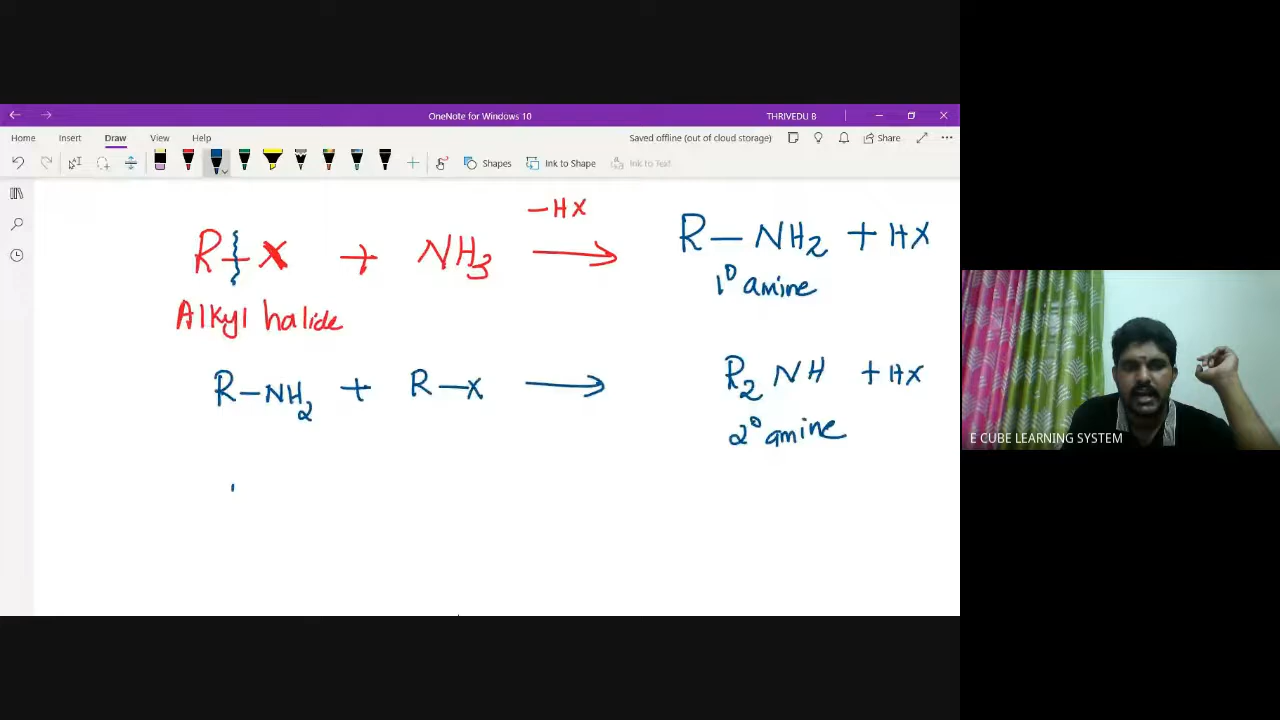 OneNote for Windows 10
THRIVEDU B
Home Insert Draw View Help
Saved offline (out of cloud storage)
Share
Shapes
Ink to Shape
Ink to Text
-HX
R-X + NH3 → R-NH2 + HX
1° amine
Alkyl halide
R-NH2 + R-X → R2 NH + HX
2° amine
E CUBE LEARNING SYSTEM